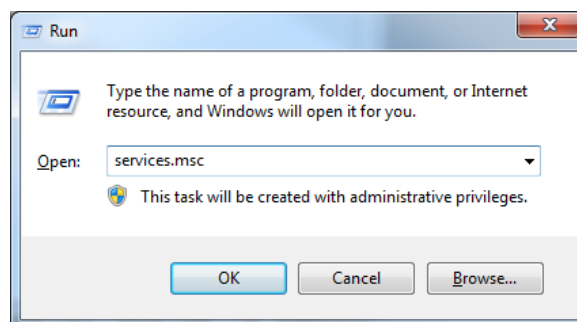 Run
Type the name of a program, folder, document, or Internet
resource, and Windows will open it for you.
Open: services.msc
This task will be created with administrative privileges.
OK Cancel Browse...